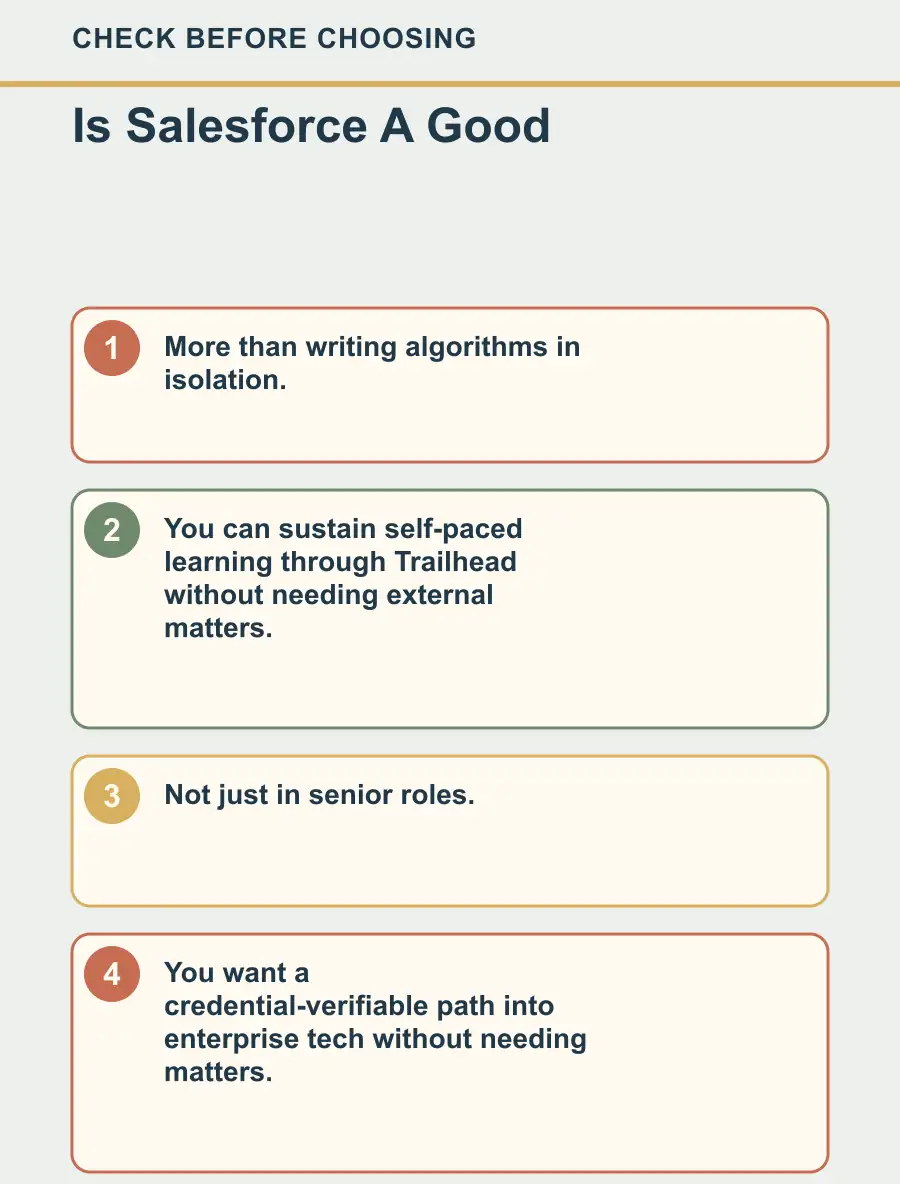 CHECK BEFORE CHOOSING
Is Salesforce A Good
1
More than writing algorithms in
isolation.
2
You can sustain self-paced
learning through Trailhead
without needing external
matters.
3
Not just in senior roles.
4
You want a
credential-verifiable path into
enterprise tech without needing
matters.